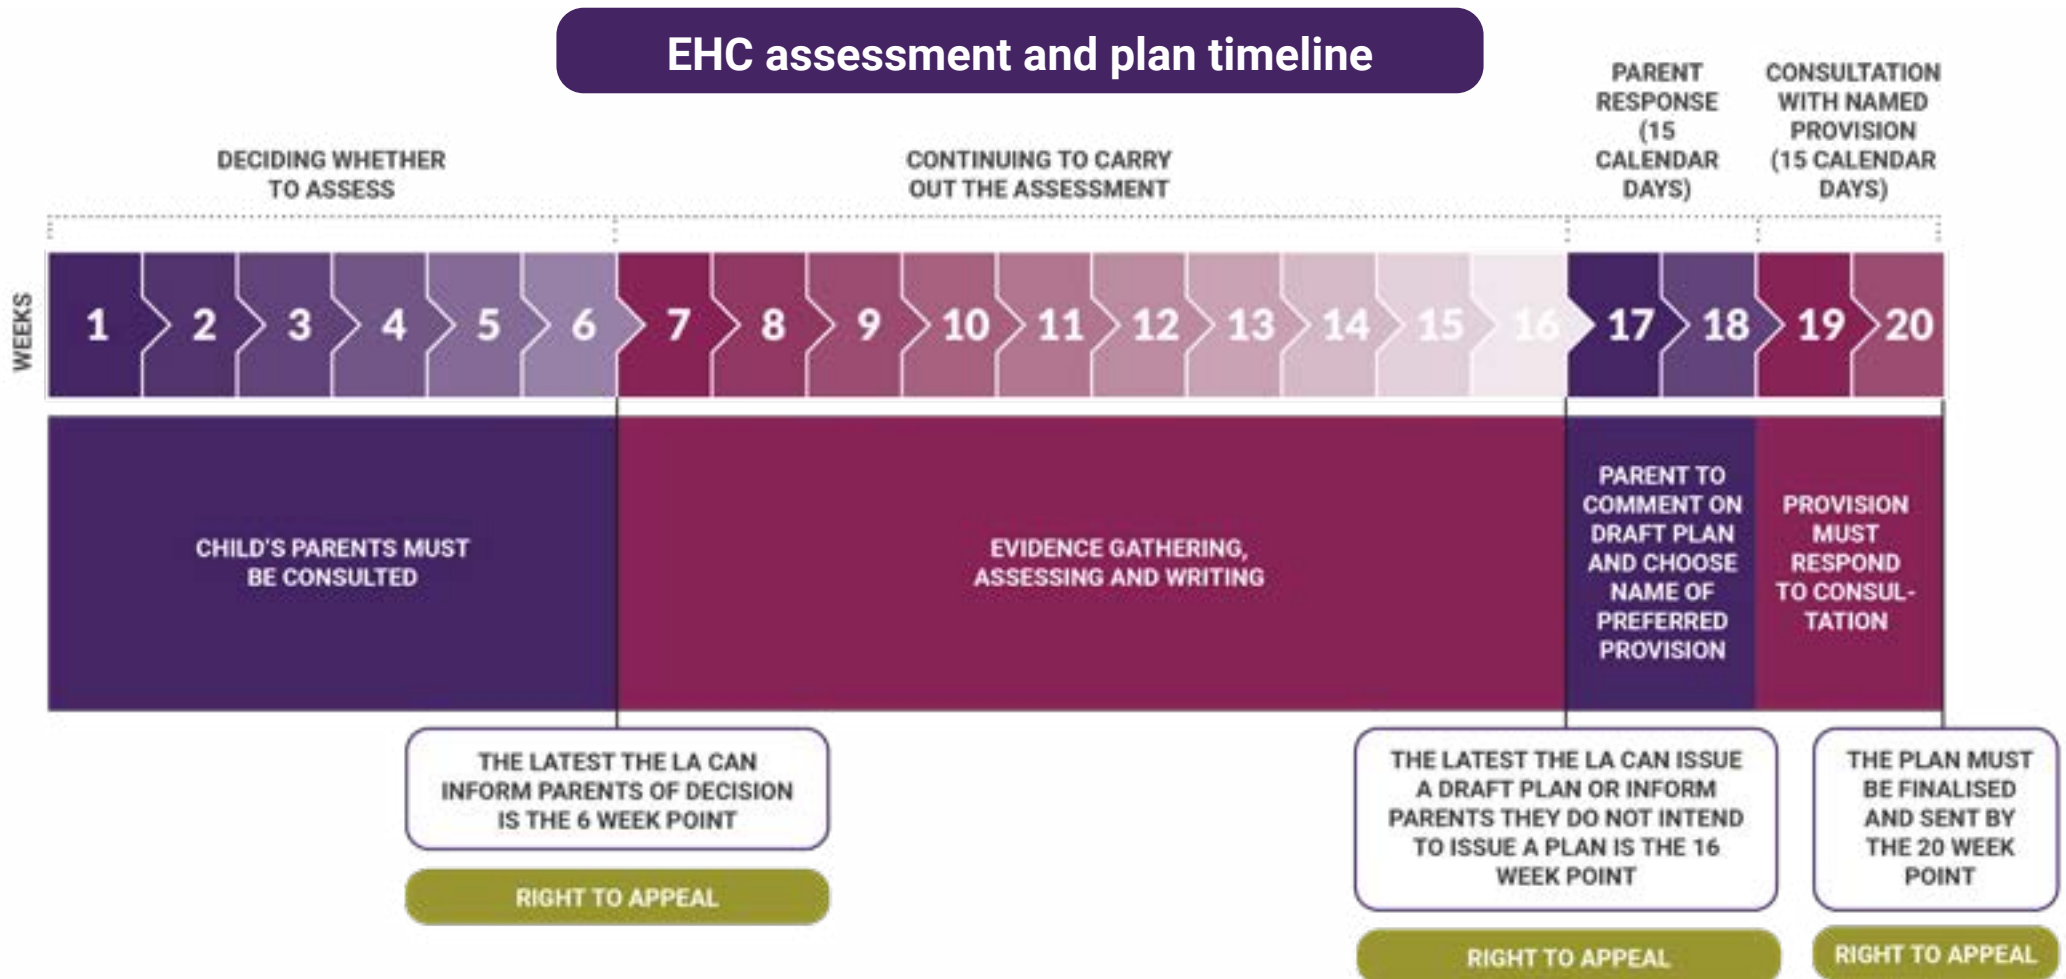 EHC assessment and plan timeline
DECIDING WHETHER
TO ASSESS
CONTINUING TO CARRY
OUT THE ASSESSMENT
PARENT
RESPONSE
(15
CALENDAR
DAYS)
CONSULTATION
WITH NAMED
PROVISION
(15 CALENDAR
DAYS)
WEEKS
1 2 3 4 5 6 7 8 9 10 11 12 13 14 15 16 17 18 19 20
CHILD'S PARENTS MUST
BE CONSULTED
EVIDENCE GATHERING,
ASSESSING AND WRITING
PARENT TO
COMMENT ON
DRAFT PLAN
AND CHOOSE
NAME OF
PREFERRED
PROVISION
PROVISION
MUST
RESPOND
TO CONSUL-
TATION
THE LATEST THE LA CAN
INFORM PARENTS OF DECISION
IS THE 6 WEEK POINT
RIGHT TO APPEAL
THE LATEST THE LA CAN ISSUE
A DRAFT PLAN OR INFORM
PARENTS THEY DO NOT INTEND
TO ISSUE A PLAN IS THE 16
WEEK POINT
RIGHT TO APPEAL
THE PLAN MUST
BE FINALISED
AND SENT BY
THE 20 WEEK
POINT
RIGHT TO APPEAL